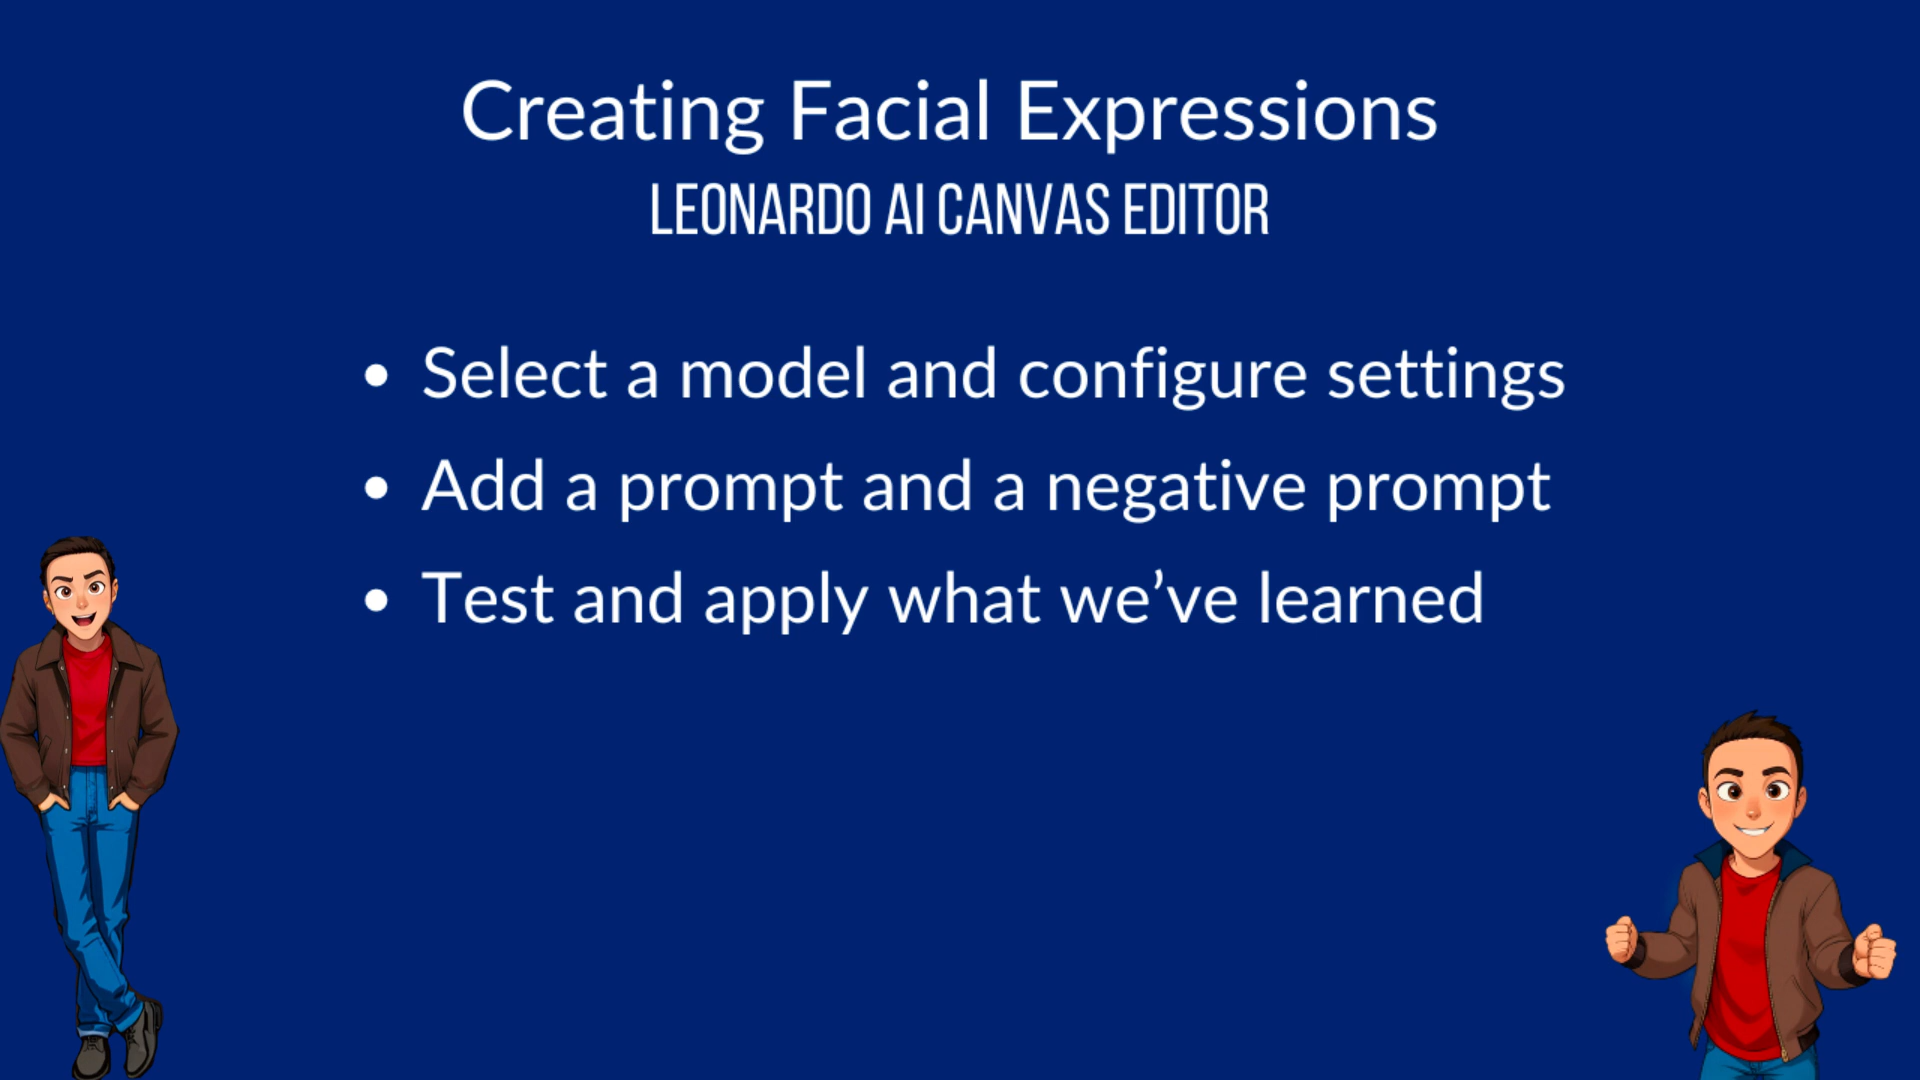 Creating Facial Expressions
LEONARDO AI CANVAS EDITOR
• Select a model and configure settings
• Add a prompt and a negative prompt
• Test and apply what we’ve learned